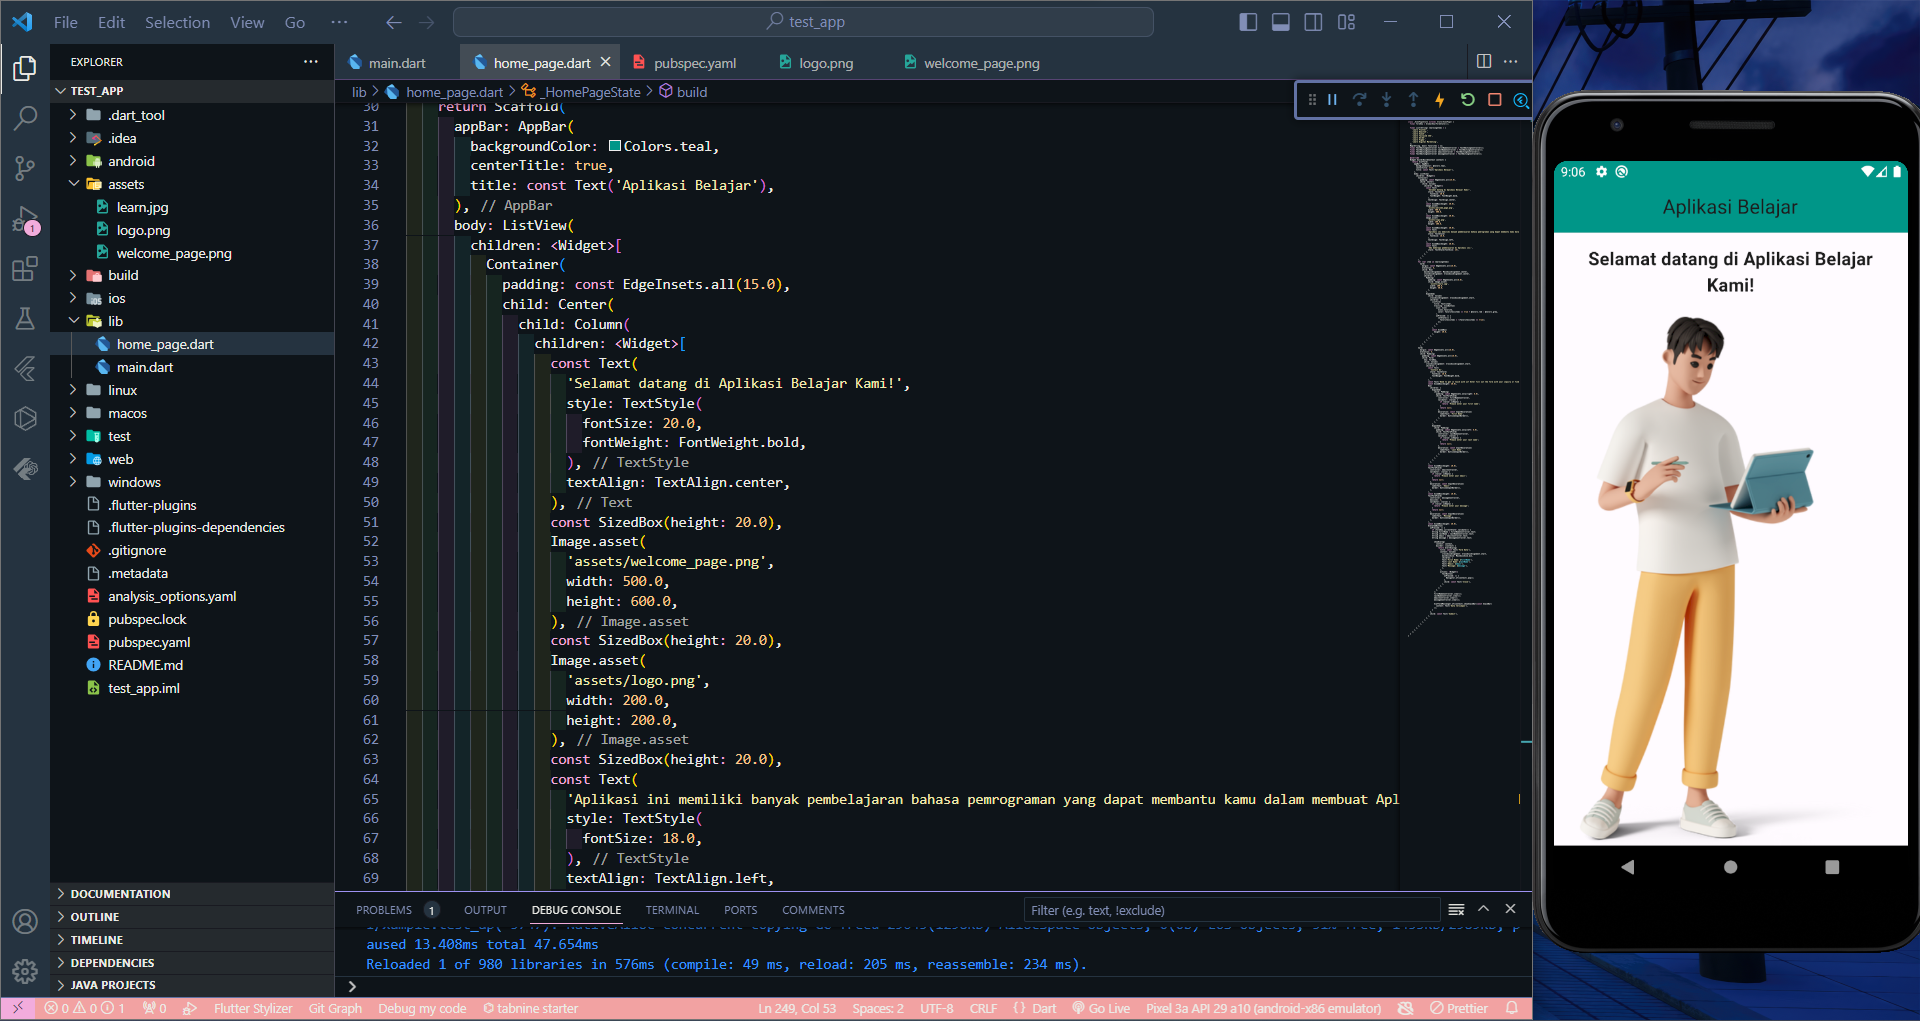 File Edit Selection View Go ··· test_app
EXPLORER ···
TEST_APP
.dart_tool
.idea
android
assets
learn.jpg
logo.png
welcome_page.png
build
ios
lib
home_page.dart
main.dart
linux
macos
test
web
windows
.flutter-plugins
.flutter-plugins-dependencies
.gitignore
.metadata
analysis_options.yaml
pubspec.lock
pubspec.yaml
README.md
test_app.iml
DOCUMENTATION
OUTLINE
TIMELINE
DEPENDENCIES
JAVA PROJECTS
1
main.dart home_page.dart pubspec.yaml logo.png welcome_page.png
lib > home_page.dart > _HomePageState > build
30 return Scaffold(
31 appBar: AppBar(
32 backgroundColor: Colors.teal,
33 centerTitle: true,
34 title: const Text('Aplikasi Belajar'),
35 ), // AppBar
36 body: ListView(
37 children: <Widget>[
38 Container(
39 padding: const EdgeInsets.all(15.0),
40 child: Center(
41 child: Column(
42 children: <Widget>[
43 const Text(
44 'Selamat datang di Aplikasi Belajar Kami!',
45 style: TextStyle(
46 fontSize: 20.0,
47 fontWeight: FontWeight.bold,
48 ), // TextStyle
49 textAlign: TextAlign.center,
50 ), // Text
51 const SizedBox(height: 20.0),
52 Image.asset(
53 'assets/welcome_page.png',
54 width: 500.0,
55 height: 600.0,
56 ), // Image.asset
57 const SizedBox(height: 20.0),
58 Image.asset(
59 'assets/logo.png',
60 width: 200.0,
61 height: 200.0,
62 ), // Image.asset
63 const SizedBox(height: 20.0),
64 const Text(
65 'Aplikasi ini memiliki banyak pembelajaran bahasa pemrograman yang dapat membantu kamu dalam membuat Apl
66 style: TextStyle(
67 fontSize: 18.0,
68 ), // TextStyle
69 textAlign: TextAlign.left,
PROBLEMS 1 OUTPUT DEBUG CONSOLE TERMINAL PORTS COMMENTS Filter (e.g. text, !exclude)
aused 13.408ms total 47.654ms
Reloaded 1 of 980 libraries in 576ms (compile: 49 ms, reload: 205 ms, reassemble: 234 ms).
0 0 1 0 Flutter Stylizer Git Graph Debug my code tabnine starter Ln 249, Col 53 Spaces: 2 UTF-8 CRLF {} Dart Go Live Pixel 3a API 29 a10 (android-x86 emulator) Prettier
9:06
Aplikasi Belajar
Selamat datang di Aplikasi Belajar
Kami!